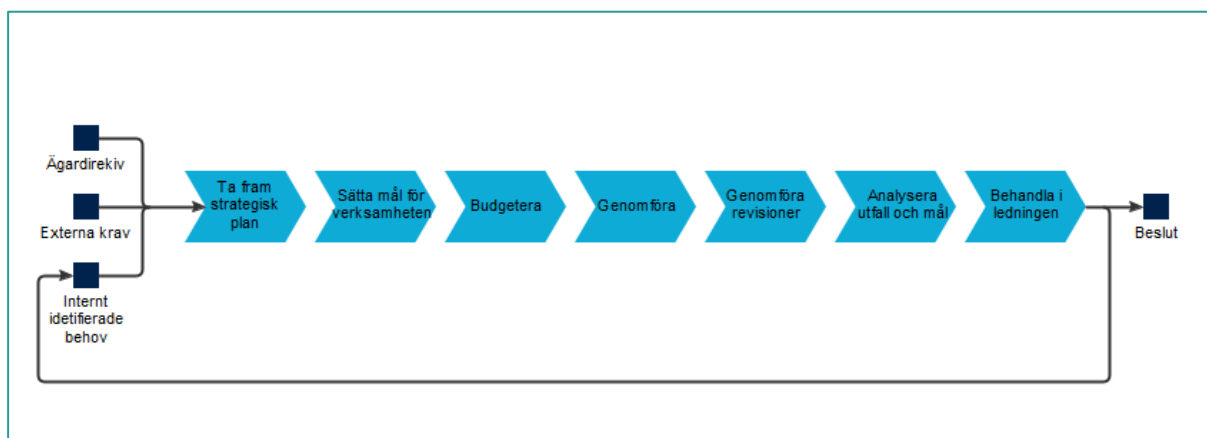 Ägardirekiv
Externa krav
Internt
idetifierade
behov
Ta fram
strategisk
plan
Sätta mål för
verksamheten
Budgetera
Genomföra
Genomföra
revisioner
Analysera
utfall och mål
Behandla i
ledningen
Beslut